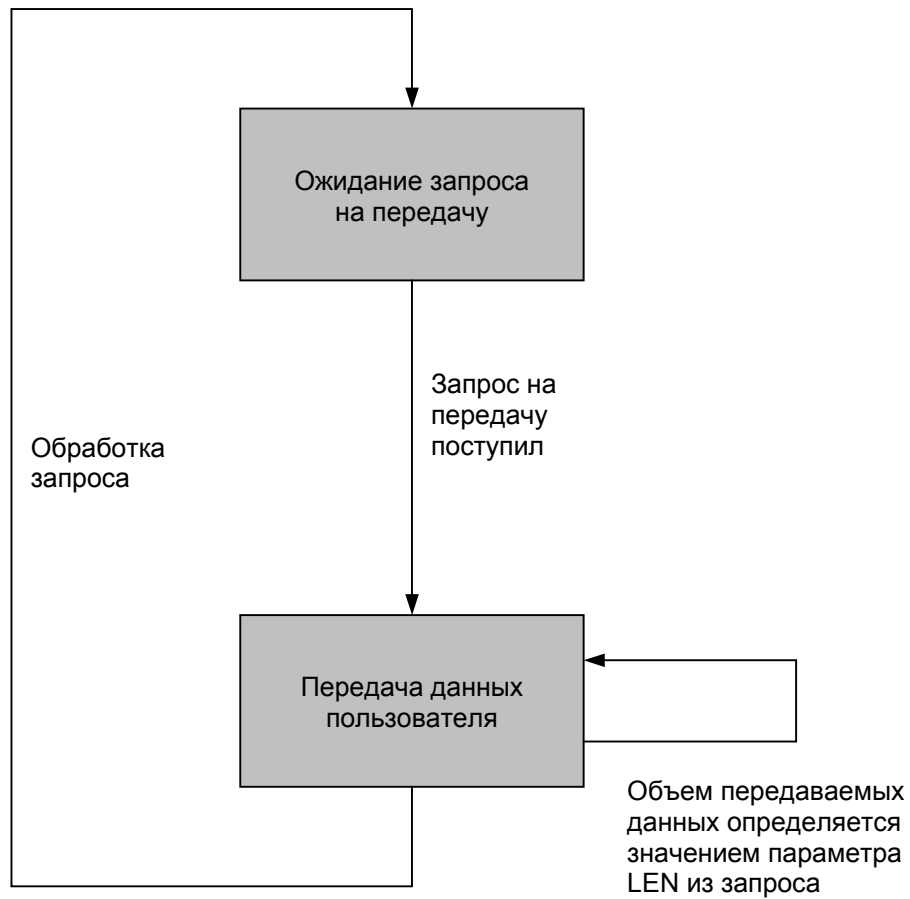 Ожидание запроса
на передачу
Запрос на
передачу
поступил
Обработка
запроса
Передача данных
пользователя
Объем передаваемых
данных определяется
значением параметра
LEN из запроса